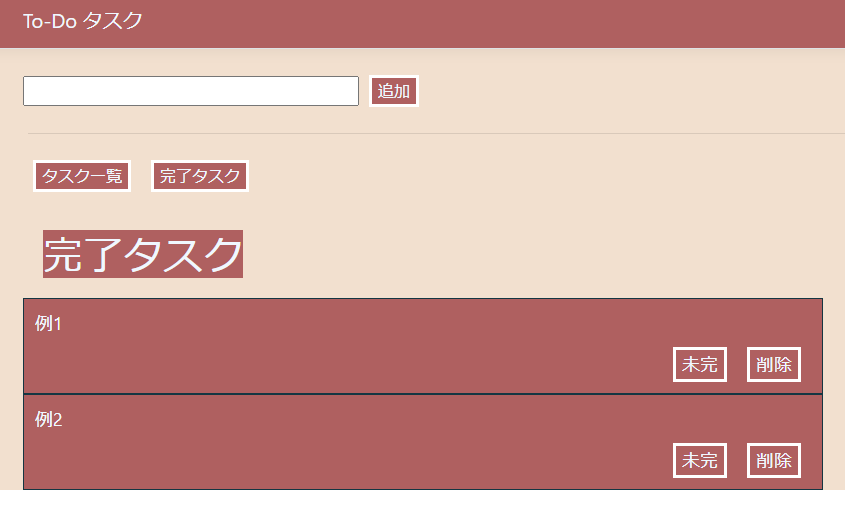 To-Do タスク
追加
タスク一覧 完了タスク
完了タスク
例1
未完 削除
例2
未完 削除